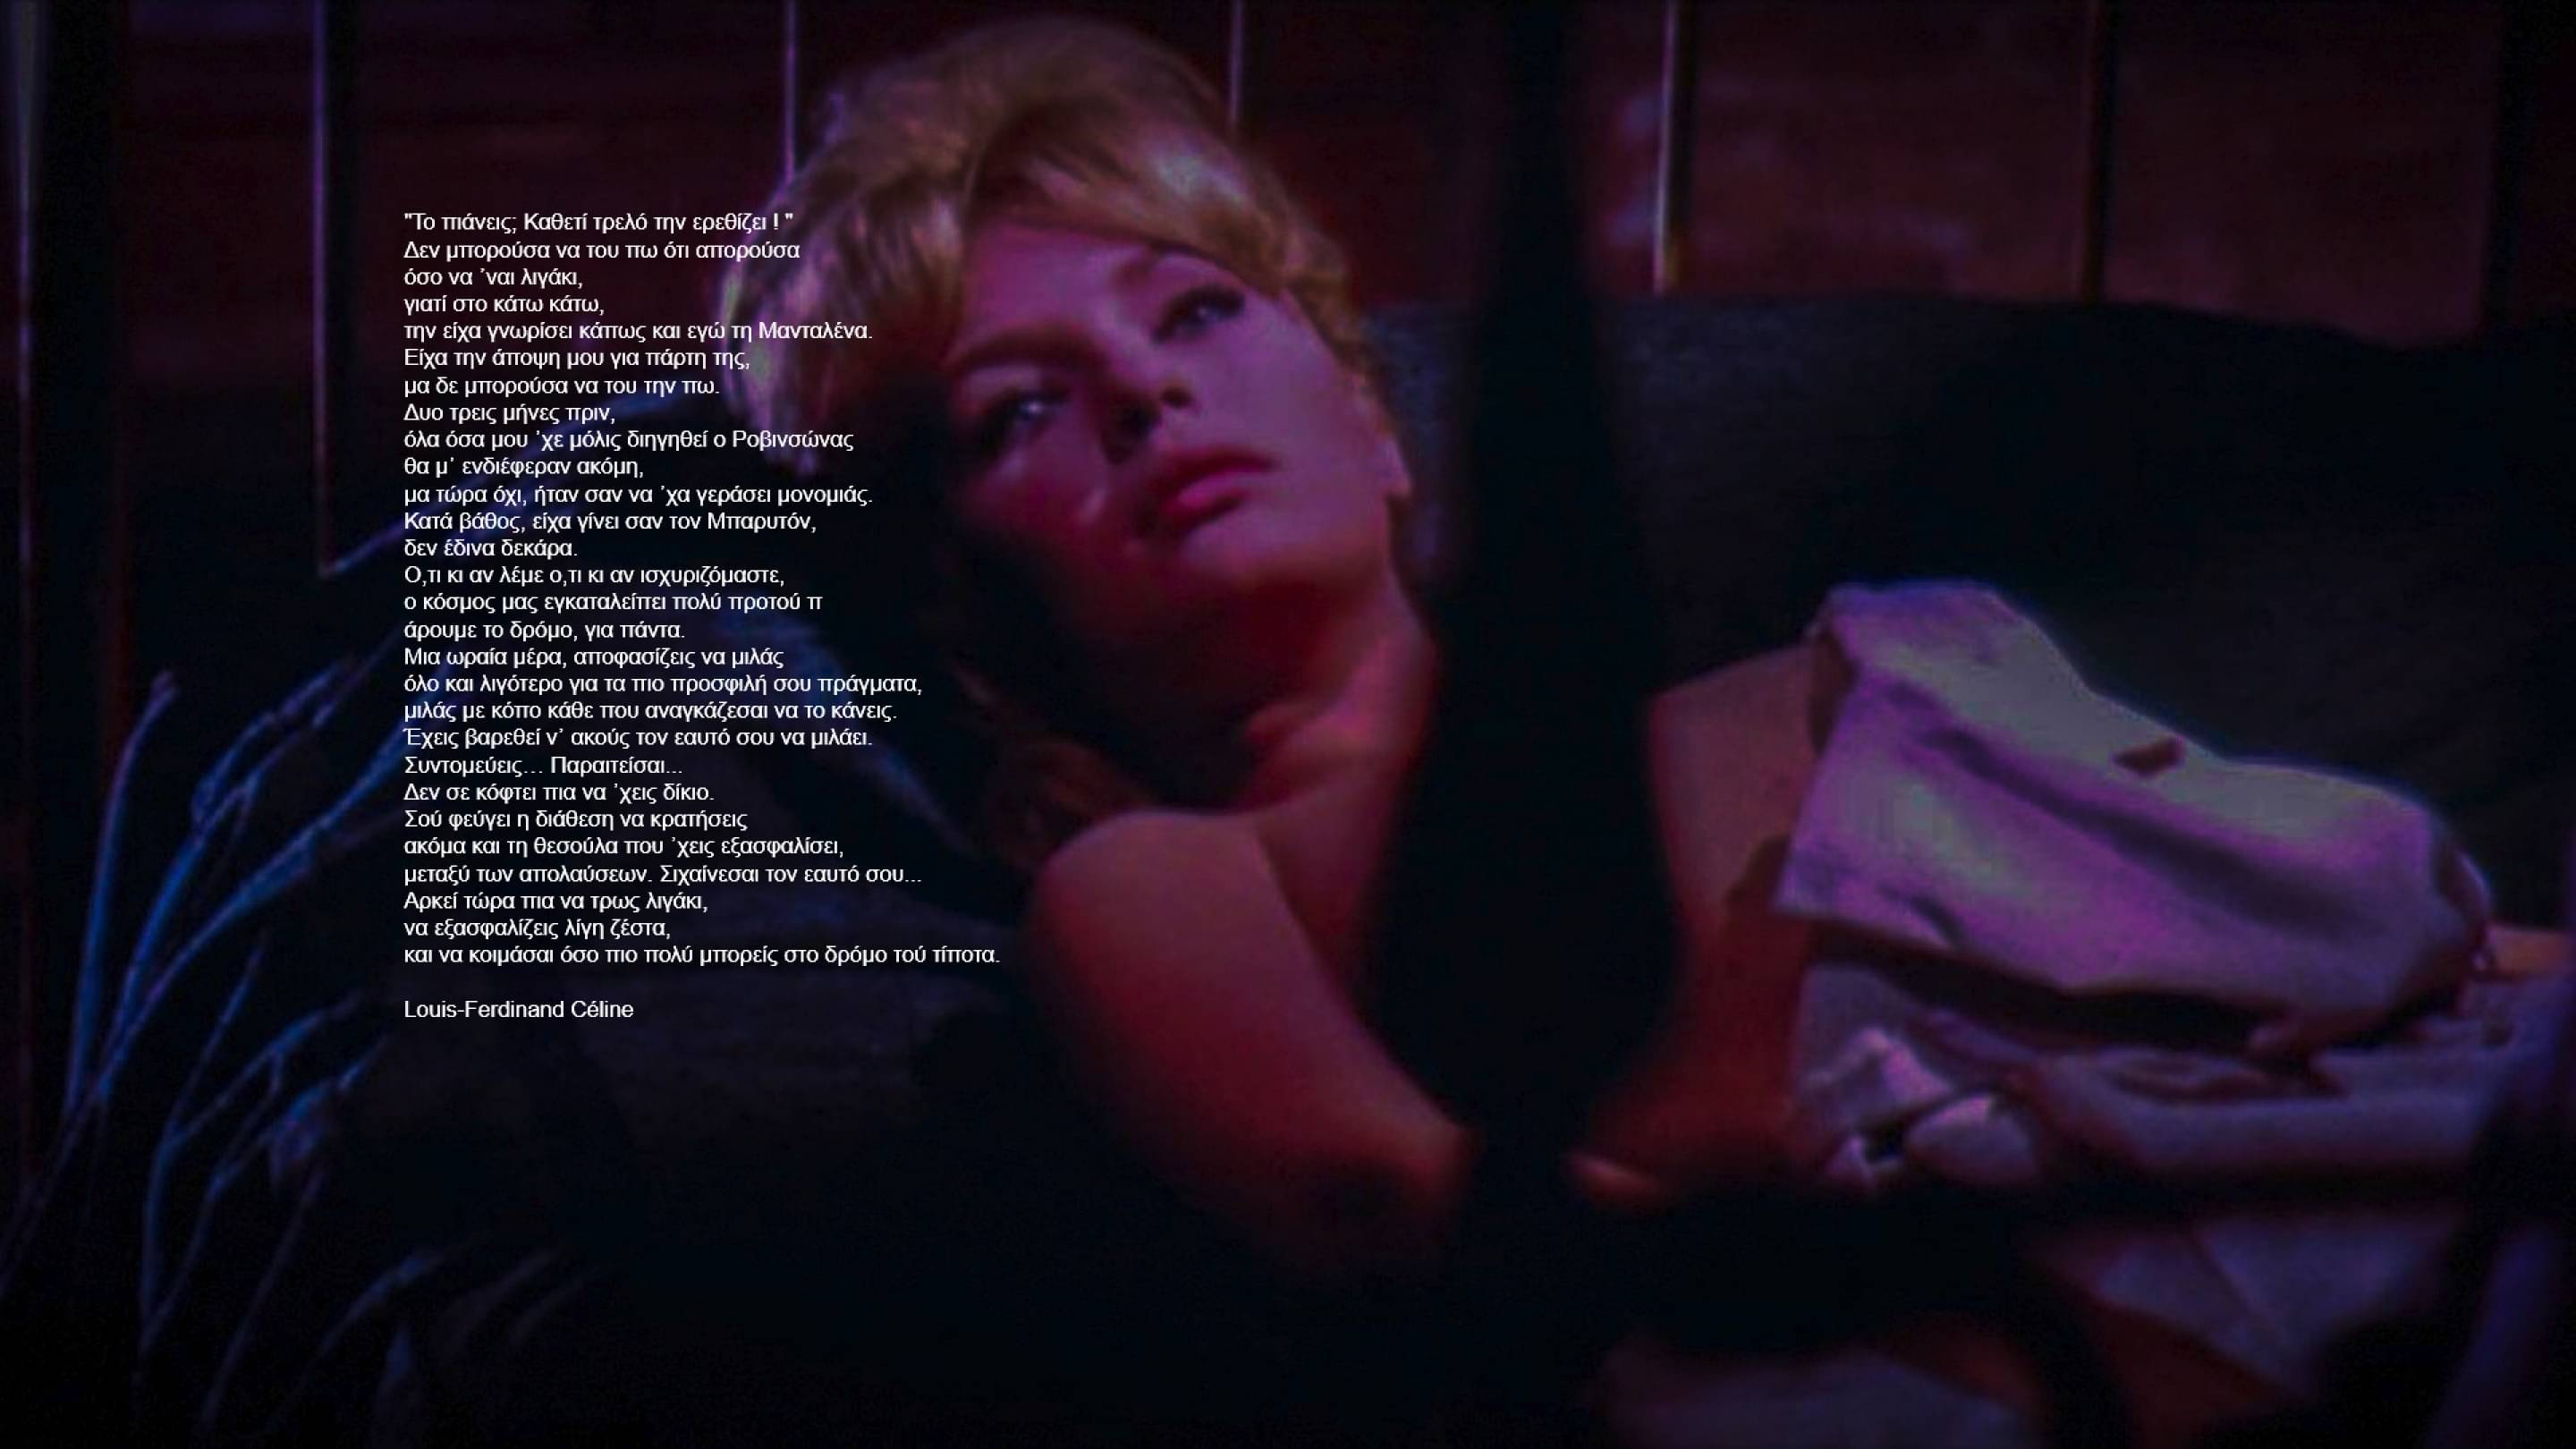 "Το πιάνεις; Καθετί τρελό την ερεθίζει ! "
Δεν μπορούσα να του πω ότι απορούσα
όσο να ᾽ναι λιγάκι,
γιατί στο κάτω κάτω,
την είχα γνωρίσει κάπως και εγώ τη Μανταλένα.
Είχα την άποψη μου για πάρτη της,
μα δε μπορούσα να του την πω.
Δυο τρεις μήνες πριν,
όλα όσα μου ᾽χε μόλις διηγηθεί ο Ροβινσώνας
θα μ᾽ ενδιέφεραν ακόμη,
μα τώρα όχι, ήταν σαν να ᾽χα γεράσει μονομιάς.
Κατά βάθος, είχα γίνει σαν τον Μπαρυτόν,
δεν έδινα δεκάρα.
Ο,τι κι αν λέμε ο,τι κι αν ισχυριζόμαστε,
ο κόσμος μας εγκαταλείπει πολύ προτού π
άρουμε το δρόμο, για πάντα.
Μια ωραία μέρα, αποφασίζεις να μιλάς
όλο και λιγότερο για τα πιο προσφιλή σου πράγματα,
μιλάς με κόπο κάθε που αναγκάζεσαι να το κάνεις.
Έχεις βαρεθεί ν᾽ ακούς τον εαυτό σου να μιλάει.
Συντομεύεις… Παραιτείσαι...
Δεν σε κόφτει πια να ᾽χεις δίκιο.
Σού φεύγει η διάθεση να κρατήσεις
ακόμα και τη θεσούλα που ᾽χεις εξασφαλίσει,
μεταξύ των απολαύσεων. Σιχαίνεσαι τον εαυτό σου...
Αρκεί τώρα πια να τρως λιγάκι,
να εξασφαλίζεις λίγη ζέστα,
και να κοιμάσαι όσο πιο πολύ μπορείς στο δρόμο τού τίποτα.
Louis-Ferdinand Céline